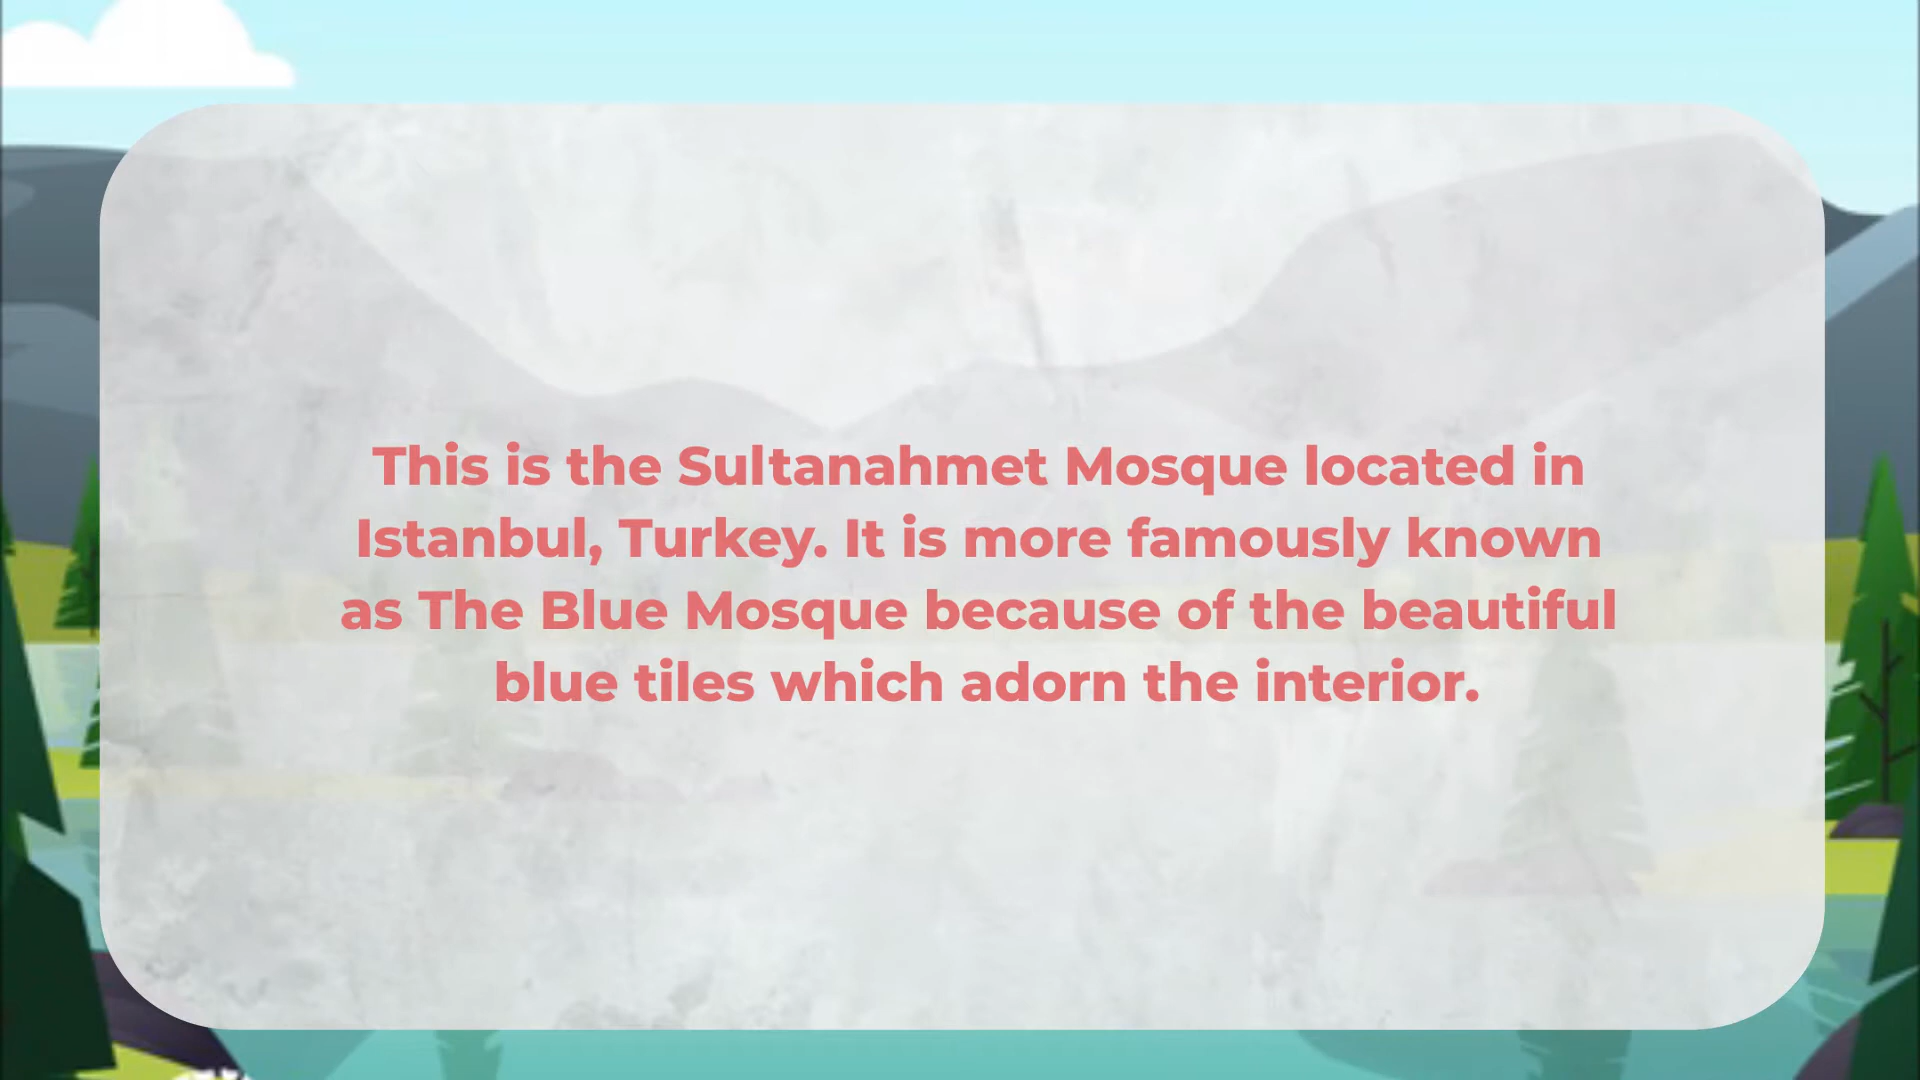 This is the Sultanahmet Mosque located in
Istanbul, Turkey. It is more famously known
as The Blue Mosque because of the beautiful
blue tiles which adorn the interior.